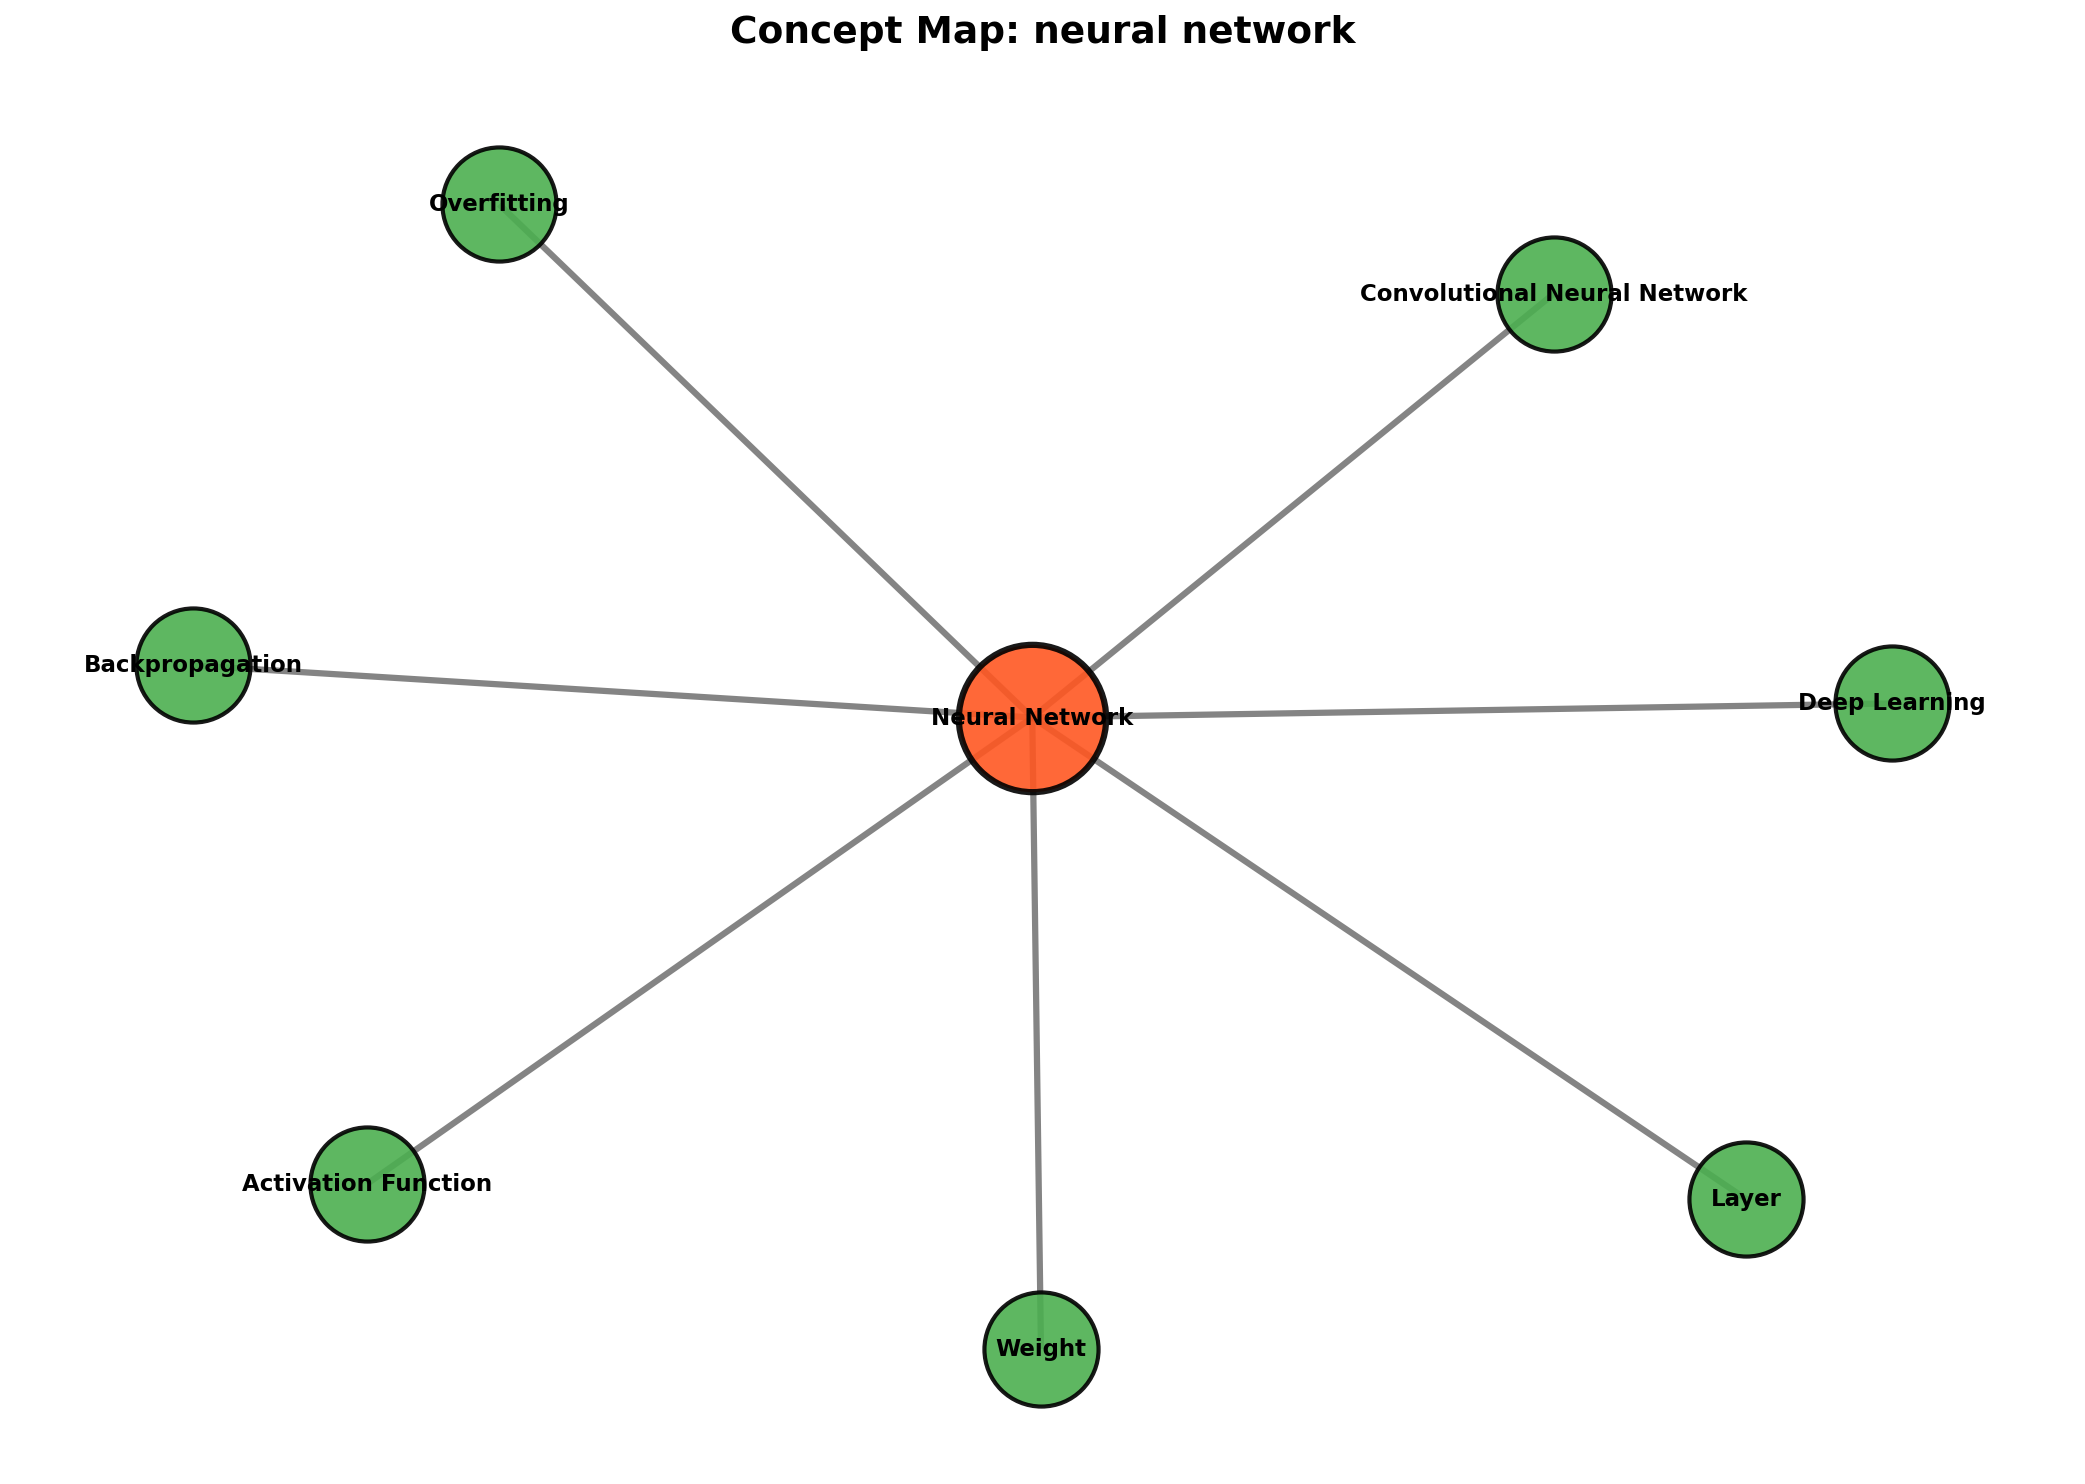 Concept Map: neural network
Overfitting
Convolutional Neural Network
Backpropagation
Deep Learning
Neural Network
Activation Function
Layer
Weight